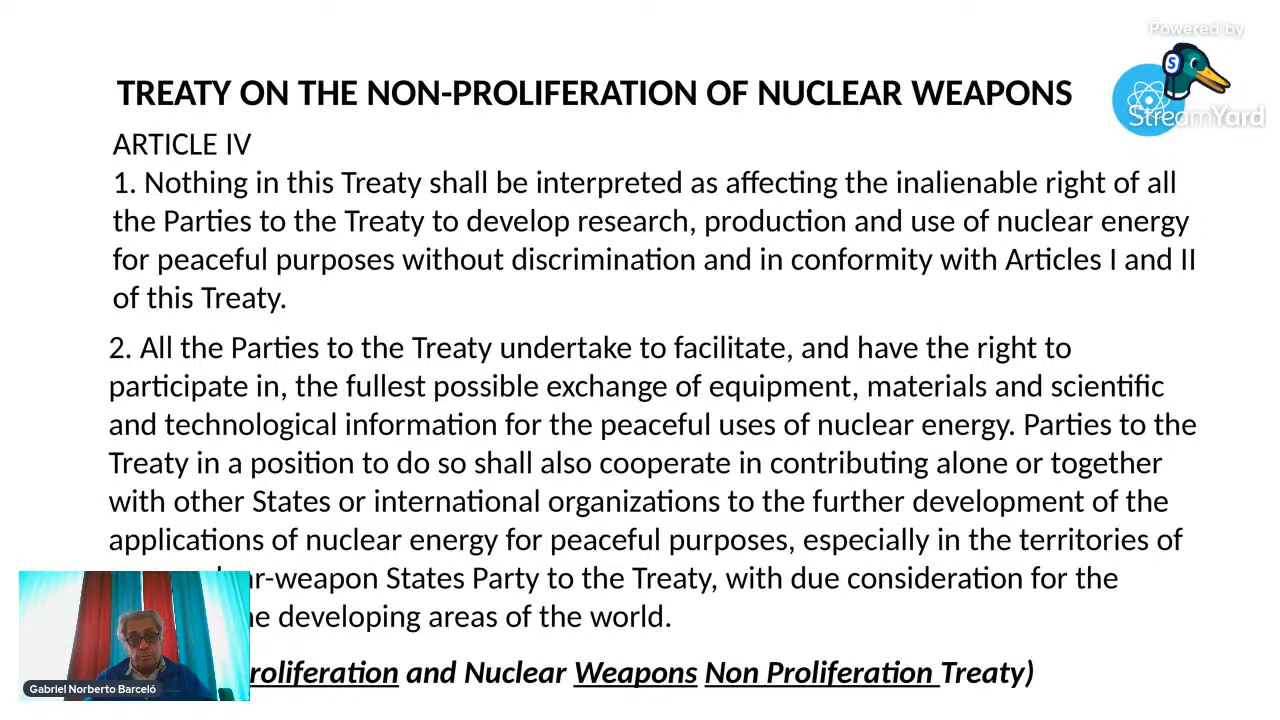 Powered by
S
StreamYard
TREATY ON THE NON-PROLIFERATION OF NUCLEAR WEAPONS
ARTICLE IV
1. Nothing in this Treaty shall be interpreted as affecting the inalienable right of all
the Parties to the Treaty to develop research, production and use of nuclear energy
for peaceful purposes without discrimination and in conformity with Articles I and II
of this Treaty.
2. All the Parties to the Treaty undertake to facilitate, and have the right to
participate in, the fullest possible exchange of equipment, materials and scientific
and technological information for the peaceful uses of nuclear energy. Parties to the
Treaty in a position to do so shall also cooperate in contributing alone or together
with other States or international organizations to the further development of the
applications of nuclear energy for peaceful purposes, especially in the territories of
ar-weapon States Party to the Treaty, with due consideration for the
e developing areas of the world.
roliferation and Nuclear Weapons Non Proliferation Treaty)
Gabriel Norberto Barceló